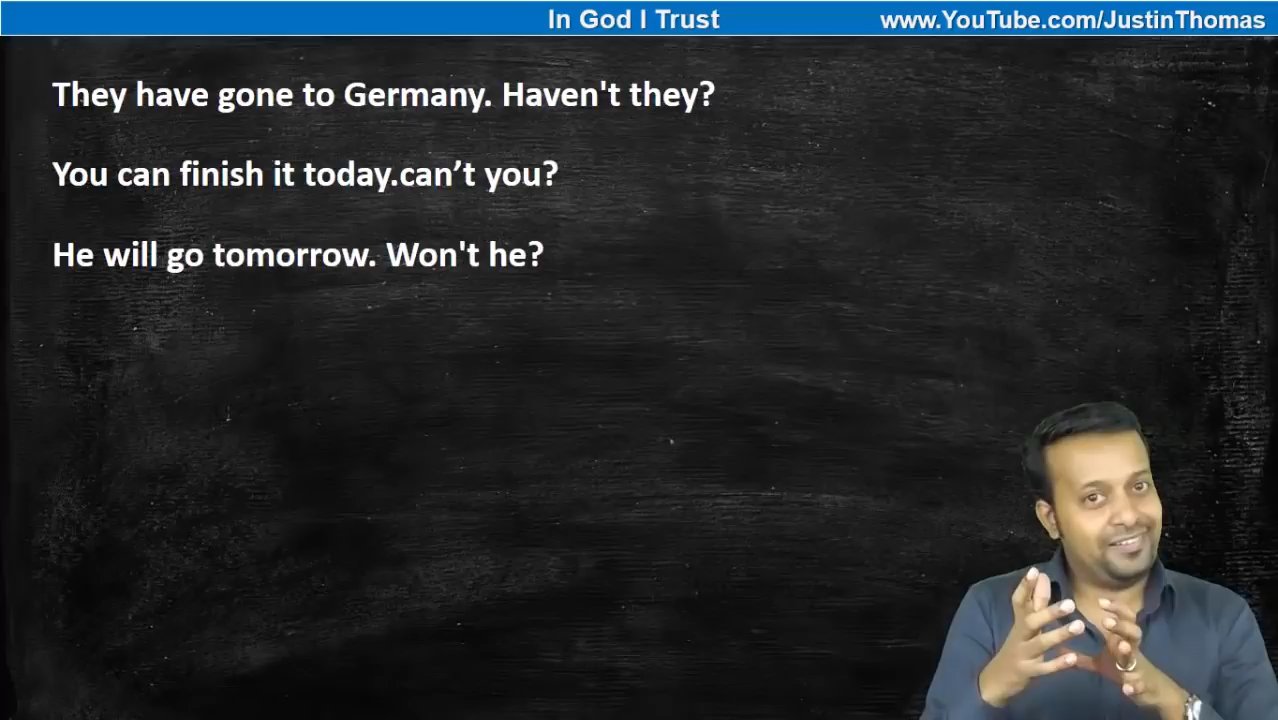 In God I Trust
www.YouTube.com/JustinThomas
They have gone to Germany. Haven't they?
You can finish it today.can’t you?
He will go tomorrow. Won't he?